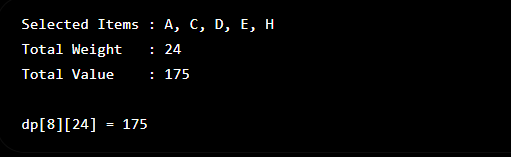 Selected Items : A, C, D, E, H
Total Weight   : 24
Total Value    : 175
dp[8][24] = 175